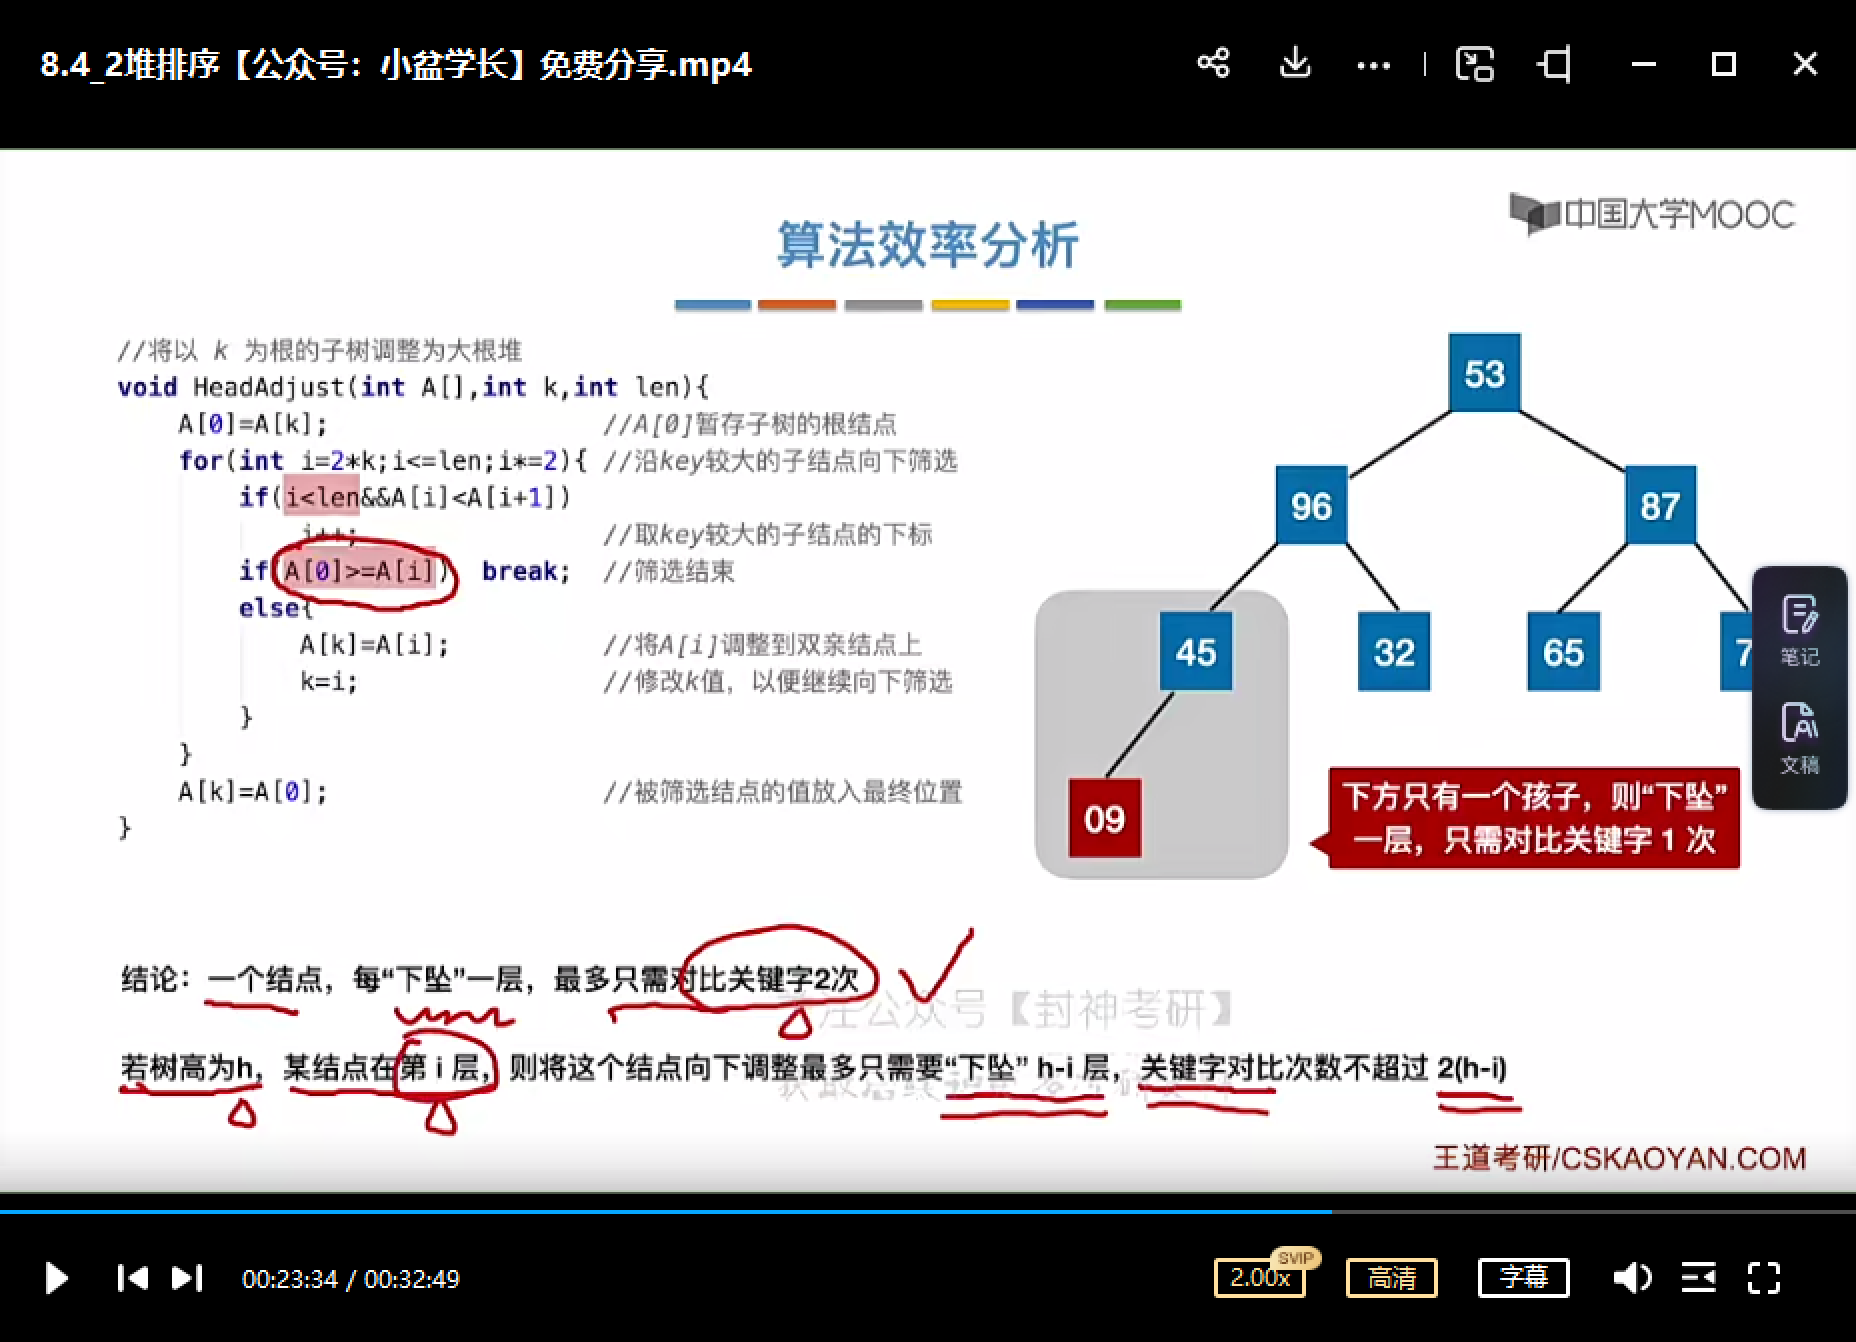 8.4_2堆排序【公众号：小盆学长】免费分享.mp4
中国大学MOOC
算法效率分析
//将以 k 为根的子树调整为大根堆
void HeadAdjust(int A[],int k,int len){
A[0]=A[k]; //A[0]暂存子树的根结点
for(int i=2*k;i<=len;i*=2){ //沿key较大的子结点向下筛选
if(i<len&&A[i]<A[i+1])
i++; //取key较大的子结点的下标
if(A[0]>=A[i]) break; //筛选结束
else{
A[k]=A[i]; //将A[i]调整到双亲结点上
k=i; //修改k值，以便继续向下筛选
}
}
A[k]=A[0]; //被筛选结点的值放入最终位置
}
53
96 87
45 32 65 7
09
笔记
文稿
下方只有一个孩子，则“下坠”
一层，只需对比关键字 1 次
结论：一个结点，每“下坠”一层，最多只需对比关键字2次
公众号【封神考研】
若树高为h，某结点在第 i 层，则将这个结点向下调整最多只需要“下坠” h-i 层，关键字对比次数不超过 2(h-i)
王道考研/CSKAOYAN.COM
00:23:34 / 00:32:49
2.00x
SVIP
高清
字幕